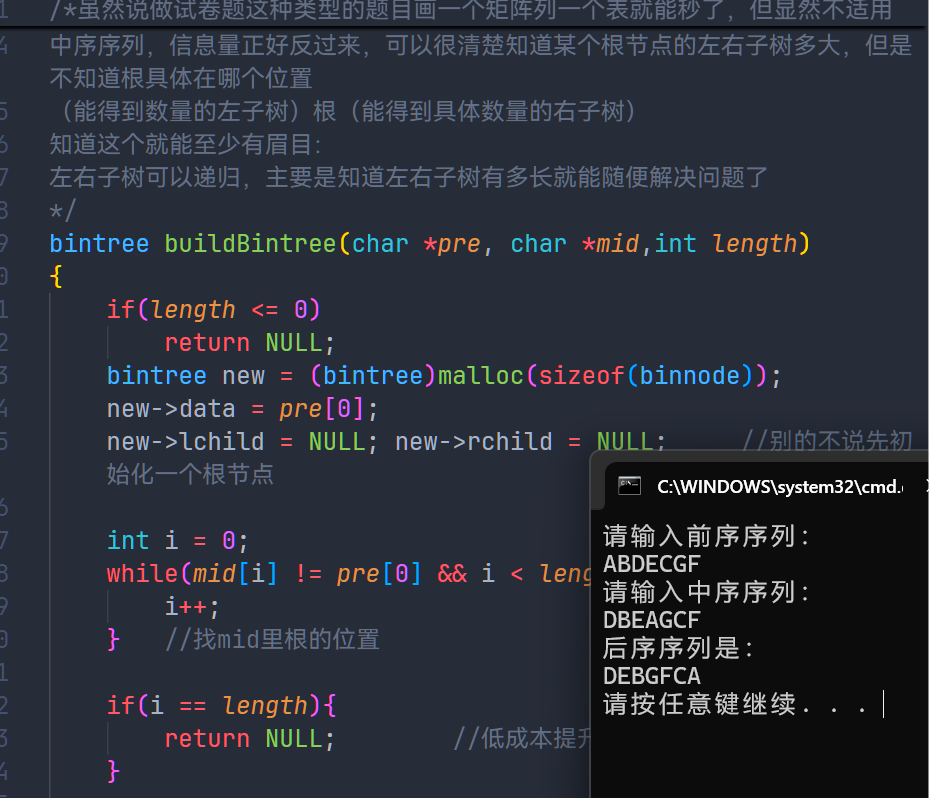 /*虽然说做试卷题这种类型的题目画一个矩阵列一个表就能秒了，但显然不适用
中序序列，信息量正好反过来，可以很清楚知道某个根节点的左右子树多大，但是
不知道根具体在哪个位置
（能得到数量的左子树）根（能得到具体数量的右子树）
知道这个就能至少有眉目：
左右子树可以递归，主要是知道左右子树有多长就能随便解决问题了
*/
bintree buildBintree(char *pre, char *mid,int length)
{
if(length <= 0)
return NULL;
bintree new = (bintree)malloc(sizeof(binnode));
new->data = pre[0];
new->lchild = NULL; new->rchild = NULL; //别的不说先初
始化一个根节点
int i = 0;
while(mid[i] != pre[0] && i < leng
i++;
} //找mid里根的位置
if(i == length){
return NULL; //低成本提升
}
C:\WINDOWS\system32\cmd.
请输入前序序列：
ABDECGF
请输入中序序列：
DBEAGCF
后序序列是：
DEBGFCA
请按任意键继续. . .